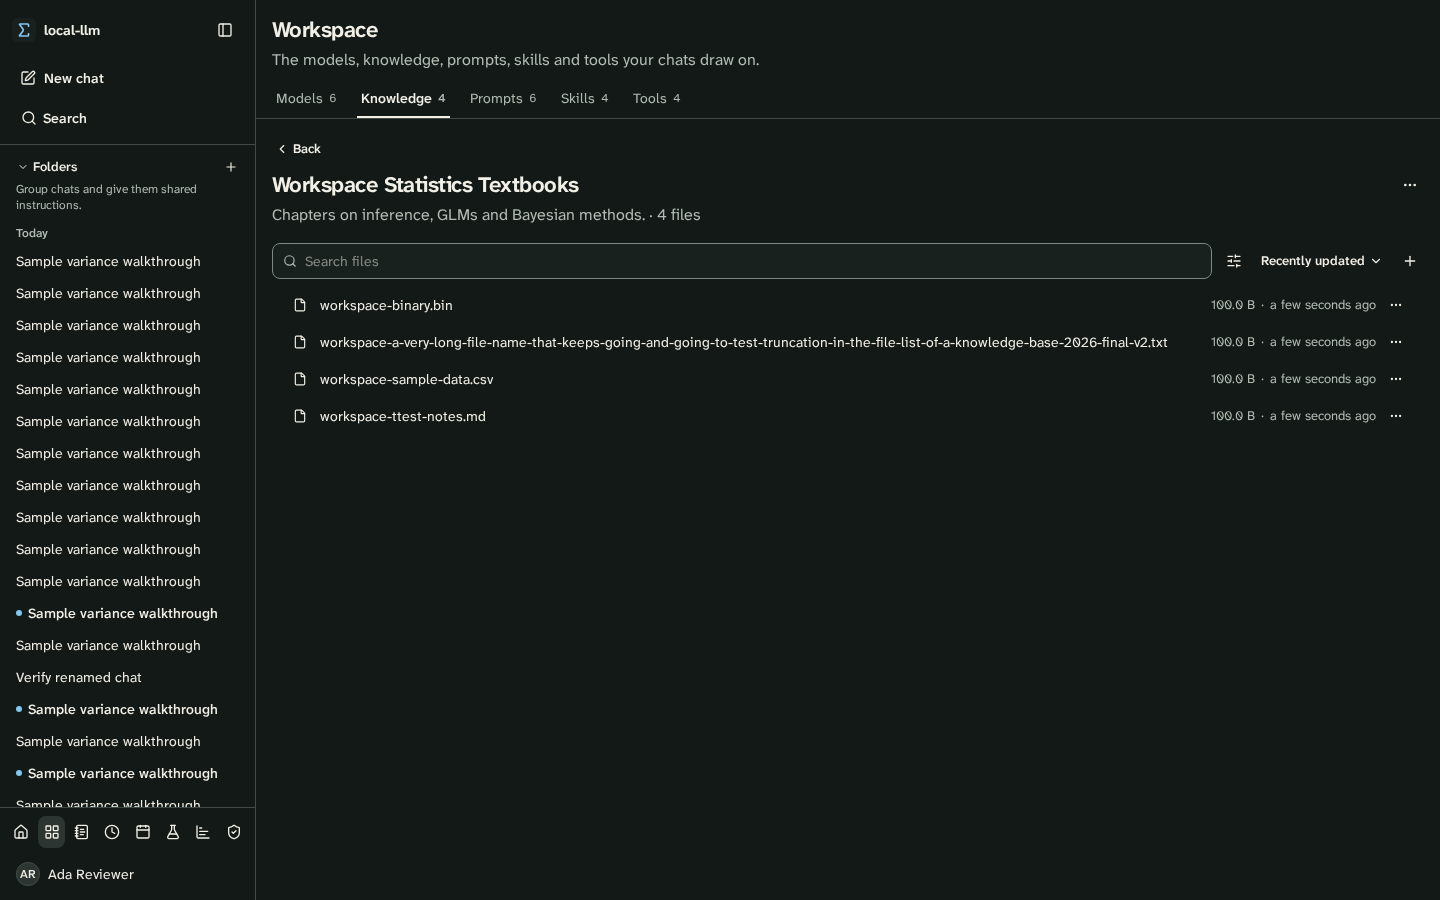 local-llm
New chat
Search
Folders
Group chats and give them shared
instructions.
Today
Sample variance walkthrough
Sample variance walkthrough
Sample variance walkthrough
Sample variance walkthrough
Sample variance walkthrough
Sample variance walkthrough
Sample variance walkthrough
Sample variance walkthrough
Sample variance walkthrough
Sample variance walkthrough
Sample variance walkthrough
Sample variance walkthrough
Sample variance walkthrough
Verify renamed chat
Sample variance walkthrough
Sample variance walkthrough
Sample variance walkthrough
Sample variance walkthrough
AR Ada Reviewer
Workspace
The models, knowledge, prompts, skills and tools your chats draw on.
Models 6 Knowledge 4 Prompts 6 Skills 4 Tools 4
Back
Workspace Statistics Textbooks
Chapters on inference, GLMs and Bayesian methods. · 4 files
Search files Recently updated
workspace-binary.bin 100.0 B · a few seconds ago
workspace-a-very-long-file-name-that-keeps-going-and-going-to-test-truncation-in-the-file-list-of-a-knowledge-base-2026-final-v2.txt 100.0 B · a few seconds ago
workspace-sample-data.csv 100.0 B · a few seconds ago
workspace-ttest-notes.md 100.0 B · a few seconds ago